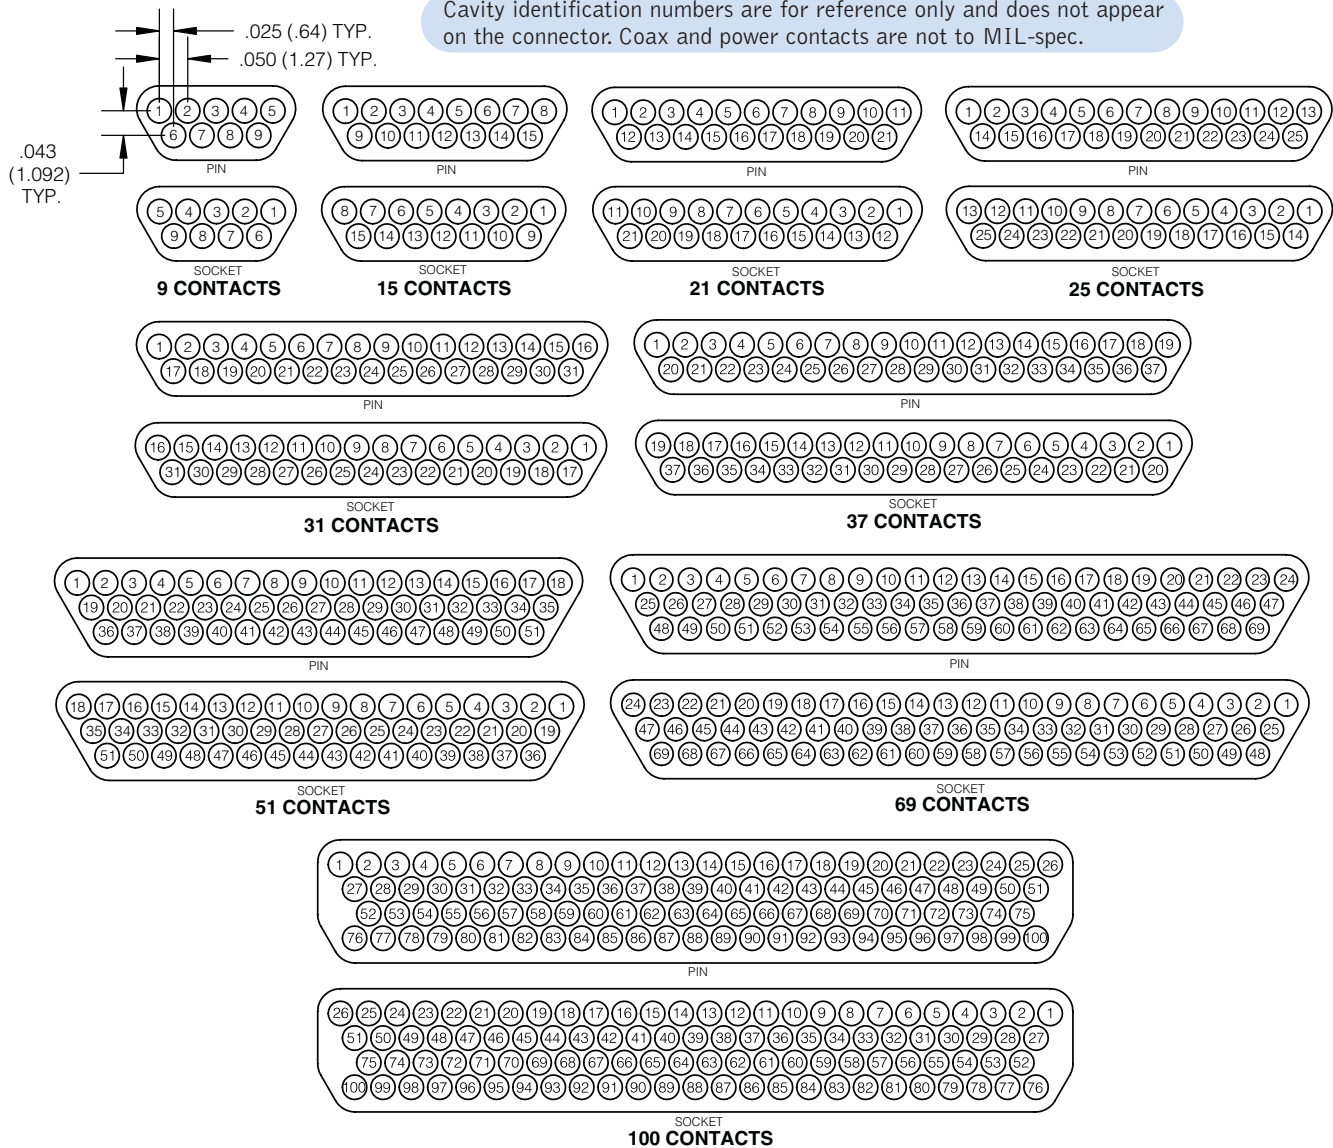 Cavity identification numbers are for reference only and does not appear
on the connector. Coax and power contacts are not to MIL-spec.
.025 (.64) TYP.
.050 (1.27) TYP.
.043
(1.092)
TYP.
1 2 3 4 5
6 7 8 9
PIN
5 4 3 2 1
9 8 7 6
SOCKET
9 CONTACTS
1 2 3 4 5 6 7 8
9 10 11 12 13 14 15
PIN
8 7 6 5 4 3 2 1
15 14 13 12 11 10 9
SOCKET
15 CONTACTS
1 2 3 4 5 6 7 8 9 10 11
12 13 14 15 16 17 18 19 20 21
PIN
11 10 9 8 7 6 5 4 3 2 1
21 20 19 18 17 16 15 14 13 12
SOCKET
21 CONTACTS
1 2 3 4 5 6 7 8 9 10 11 12 13
14 15 16 17 18 19 20 21 22 23 24 25
PIN
13 12 11 10 9 8 7 6 5 4 3 2 1
25 24 23 22 21 20 19 18 17 16 15 14
SOCKET
25 CONTACTS
1 2 3 4 5 6 7 8 9 10 11 12 13 14 15 16
17 18 19 20 21 22 23 24 25 26 27 28 29 30 31
PIN
16 15 14 13 12 11 10 9 8 7 6 5 4 3 2 1
31 30 29 28 27 26 25 24 23 22 21 20 19 18 17
SOCKET
31 CONTACTS
1 2 3 4 5 6 7 8 9 10 11 12 13 14 15 16 17 18 19
20 21 22 23 24 25 26 27 28 29 30 31 32 33 34 35 36 37
PIN
19 18 17 16 15 14 13 12 11 10 9 8 7 6 5 4 3 2 1
37 36 35 34 33 32 31 30 29 28 27 26 25 24 23 22 21 20
SOCKET
37 CONTACTS
1 2 3 4 5 6 7 8 9 10 11 12 13 14 15 16 17 18
19 20 21 22 23 24 25 26 27 28 29 30 31 32 33 34 35
36 37 38 39 40 41 42 43 44 45 46 47 48 49 50 51
PIN
18 17 16 15 14 13 12 11 10 9 8 7 6 5 4 3 2 1
35 34 33 32 31 30 29 28 27 26 25 24 23 22 21 20 19
51 50 49 48 47 46 45 44 43 42 41 40 39 38 37 36
SOCKET
51 CONTACTS
1 2 3 4 5 6 7 8 9 10 11 12 13 14 15 16 17 18 19 20 21 22 23 24
25 26 27 28 29 30 31 32 33 34 35 36 37 38 39 40 41 42 43 44 45 46 47
48 49 50 51 52 53 54 55 56 57 58 59 60 61 62 63 64 65 66 67 68 69
PIN
24 23 22 21 20 19 18 17 16 15 14 13 12 11 10 9 8 7 6 5 4 3 2 1
47 46 45 44 43 42 41 40 39 38 37 36 35 34 33 32 31 30 29 28 27 26 25
69 68 67 66 65 64 63 62 61 60 59 58 57 56 55 54 53 52 51 50 49 48
SOCKET
69 CONTACTS
1 2 3 4 5 6 7 8 9 10 11 12 13 14 15 16 17 18 19 20 21 22 23 24 25 26
27 28 29 30 31 32 33 34 35 36 37 38 39 40 41 42 43 44 45 46 47 48 49 50 51
52 53 54 55 56 57 58 59 60 61 62 63 64 65 66 67 68 69 70 71 72 73 74 75
76 77 78 79 80 81 82 83 84 85 86 87 88 89 90 91 92 93 94 95 96 97 98 99 100
PIN
26 25 24 23 22 21 20 19 18 17 16 15 14 13 12 11 10 9 8 7 6 5 4 3 2 1
51 50 49 48 47 46 45 44 43 42 41 40 39 38 37 36 35 34 33 32 31 30 29 28 27
75 74 73 72 71 70 69 68 67 66 65 64 63 62 61 60 59 58 57 56 55 54 53 52
100 99 98 97 96 95 94 93 92 91 90 89 88 87 86 85 84 83 82 81 80 79 78 77 76
SOCKET
100 CONTACTS